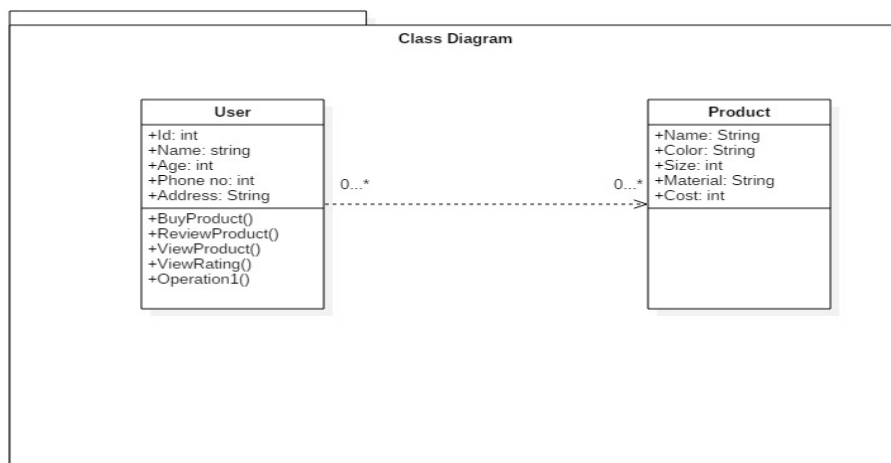 Class Diagram
User
+Id: int
+Name: string
+Age: int
+Phone no: int
+Address: String
+BuyProduct()
+ReviewProduct()
+ViewProduct()
+ViewRating()
+Operation1()
0...*
0...*
Product
+Name: String
+Color: String
+Size: int
+Material: String
+Cost: int